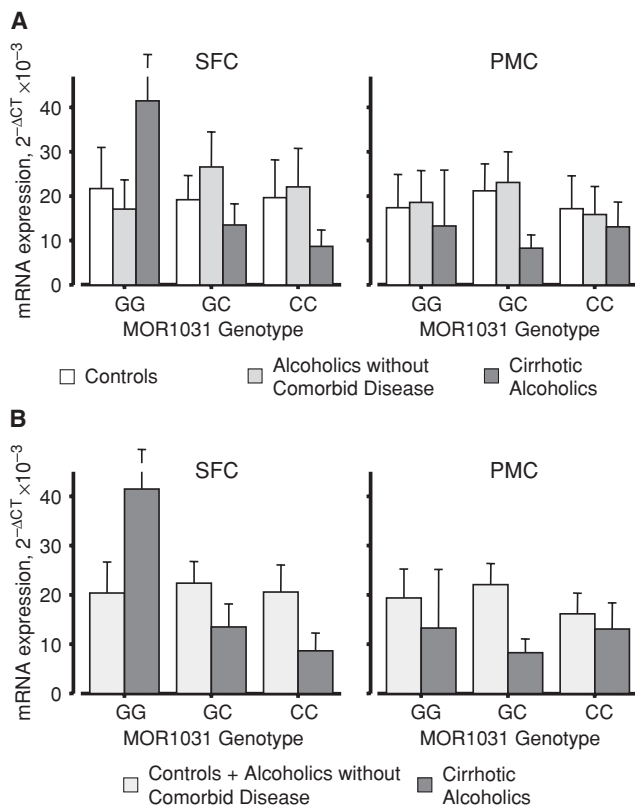 A
SFC
PMC
mRNA expression, 2⁻ΔCT ×10⁻³
40
30
20
10
0
GG
GC
CC
GG
GC
CC
MOR1031 Genotype
MOR1031 Genotype
Controls
Alcoholics without
Comorbid Disease
Cirrhotic
Alcoholics
B
SFC
PMC
mRNA expression, 2⁻ΔCT ×10⁻³
40
30
20
10
0
GG
GC
CC
GG
GC
CC
MOR1031 Genotype
MOR1031 Genotype
Controls + Alcoholics without
Comorbid Disease
Cirrhotic
Alcoholics